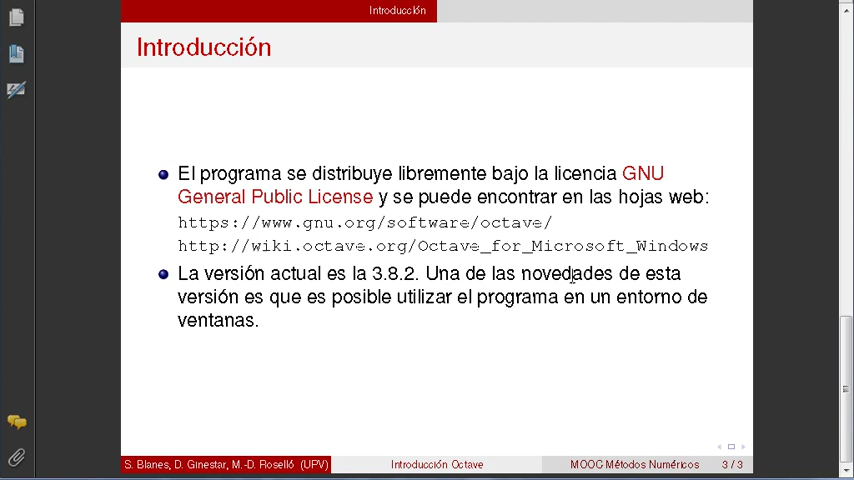 Introducción
Introducción
El programa se distribuye libremente bajo la licencia GNU
General Public License y se puede encontrar en las hojas web:
https://www.gnu.org/software/octave/
http://wiki.octave.org/Octave_for_Microsoft_Windows
La versión actual es la 3.8.2. Una de las novedades de esta
versión es que es posible utilizar el programa en un entorno de
ventanas.
S. Blanes, D. Ginestar, M.-D. Roselló (UPV) Introducción Octave MOOC Métodos Numéricos 3 / 3